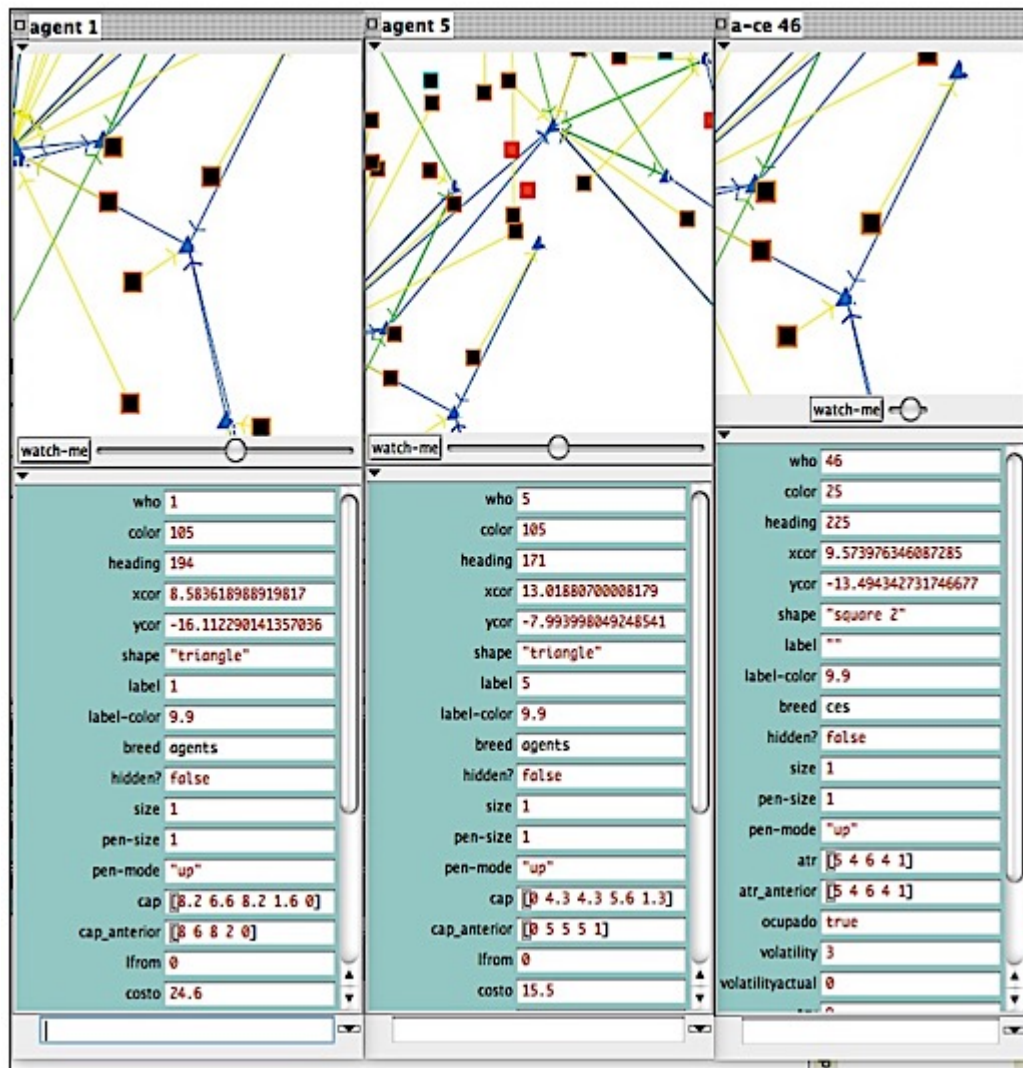 agent 1
watch-me
who 1
color 105
heading 194
xcor 8.583618988919817
ycor -16.112290141357036
shape "triangle"
label 1
label-color 9.9
breed agents
hidden? false
size 1
pen-size 1
pen-mode "up"
cap [8.2 6.6 8.2 1.6 0]
cap_anterior [8 6 8 2 0]
lfrom 0
costo 24.6
agent 5
watch-me
who 5
color 105
heading 171
xcor 13.01880700008179
ycor -7.993998049248541
shape "triangle"
label 5
label-color 9.9
breed agents
hidden? false
size 1
pen-size 1
pen-mode "up"
cap [0 4.3 4.3 5.6 1.3]
cap_anterior [0 5 5 5 1]
lfrom 0
costo 15.5
a-ce 46
watch-me
who 46
color 25
heading 225
xcor 9.573976346087285
ycor -13.494342731746677
shape "square 2"
label ""
label-color 9.9
breed ces
hidden? false
size 1
pen-size 1
pen-mode "up"
atr [5 4 6 4 1]
atr_anterior [5 4 6 4 1]
ocupado true
volatility 3
volatilityactual 0